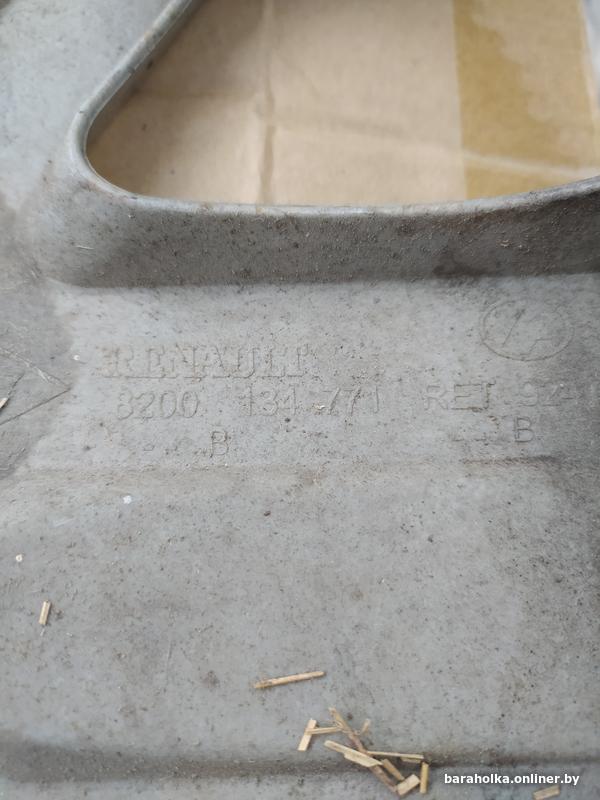 RENAULT
8200 134 771 RET 92-
B B
baraholka.onliner.by